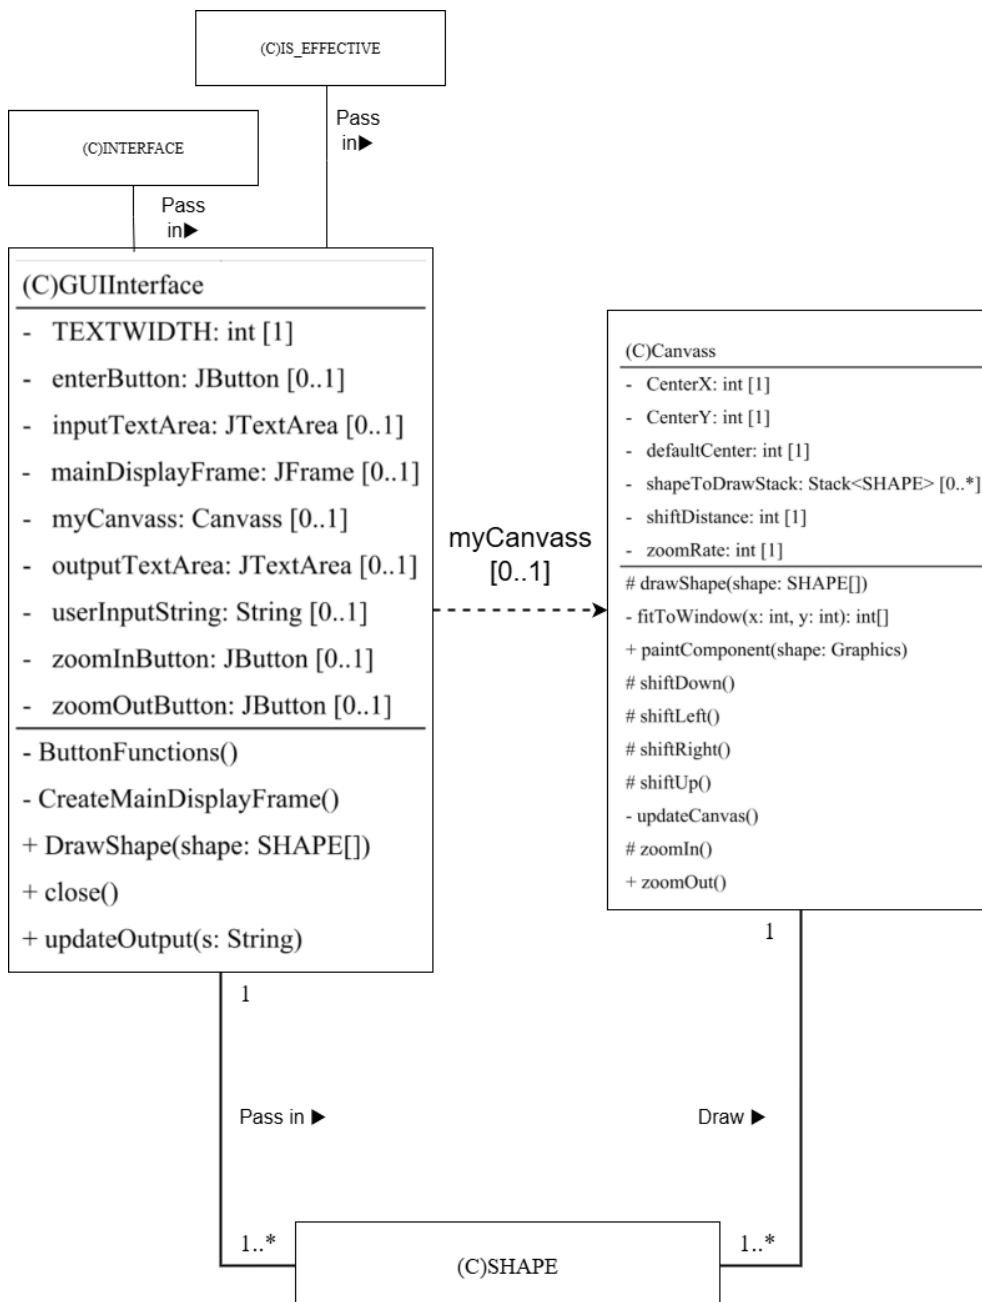 (C)IS_EFFECTIVE
Pass
in▶
(C)INTERFACE
Pass
in▶
(C)GUIInterface
- TEXTWIDTH: int [1]
- enterButton: JButton [0..1]
- inputTextArea: JTextArea [0..1]
- mainDisplayFrame: JFrame [0..1]
- myCanvass: Canvass [0..1]
- outputTextArea: JTextArea [0..1]
- userInputString: String [0..1]
- zoomInButton: JButton [0..1]
- zoomOutButton: JButton [0..1]
- ButtonFunctions()
- CreateMainDisplayFrame()
+ DrawShape(shape: SHAPE[])
+ close()
+ updateOutput(s: String)
myCanvass
[0..1]
(C)Canvass
- CenterX: int [1]
- CenterY: int [1]
- defaultCenter: int [1]
- shapeToDrawStack: Stack<SHAPE> [0..*]
- shiftDistance: int [1]
- zoomRate: int [1]
# drawShape(shape: SHAPE[])
- fitToWindow(x: int, y: int): int[]
+ paintComponent(shape: Graphics)
# shiftDown()
# shiftLeft()
# shiftRight()
# shiftUp()
- updateCanvas()
# zoomIn()
+ zoomOut()
1
1
Pass in ▶
Draw ▶
1..*
1..*
(C)SHAPE